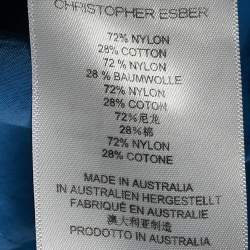 CHRISTOPHER ESBER
72% NYLON
28% COTTON
72 % NYLON
28 % BAUMWOLLE
72% NYLON
28% COTON
72% 尼龙
28% 棉
72% NYLON
28% COTONE
MADE IN AUSTRALIA
IN AUSTRALIEN HERGESTELLT
FABRIQUÉ EN AUSTRALIE
澳大利亚制造
PRODOTTO IN AUSTRALIA